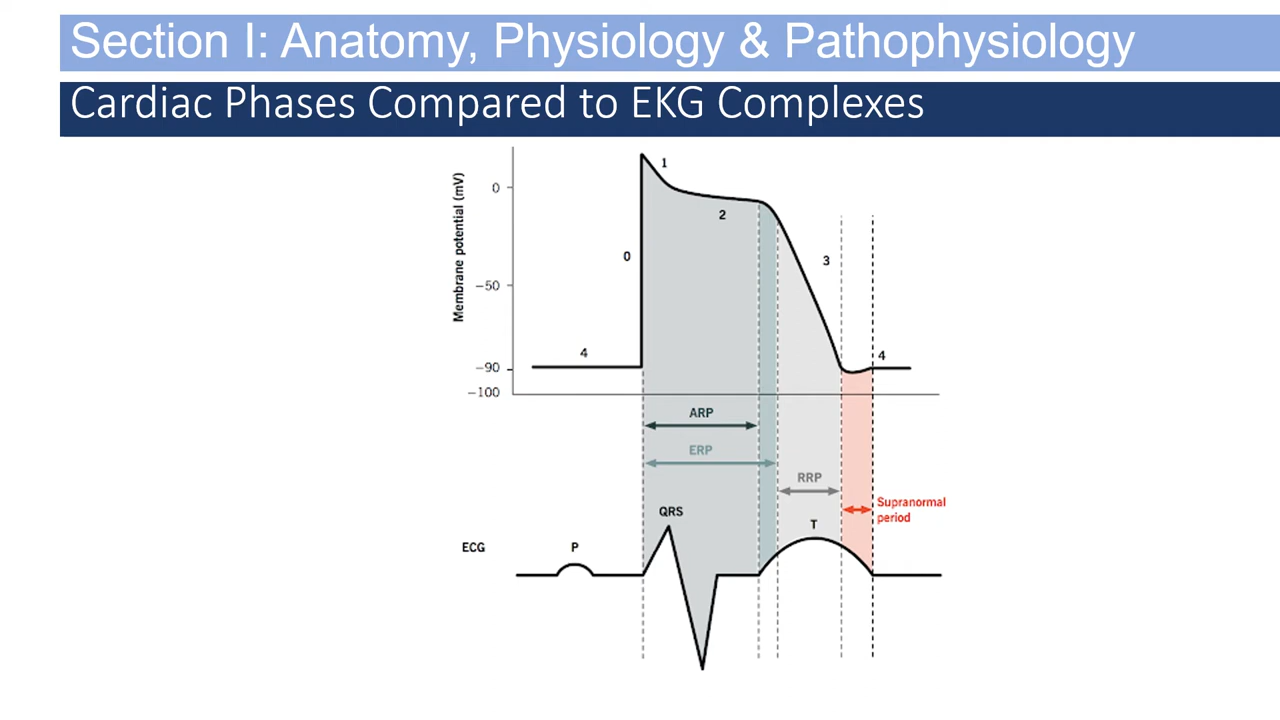 Section I: Anatomy, Physiology & Pathophysiology
Cardiac Phases Compared to EKG Complexes
Membrane potential (mV)
0
−50
−90
−100
4
0
1
2
3
4
ARP
ERP
RRP
Supranormal
period
ECG
P
QRS
T